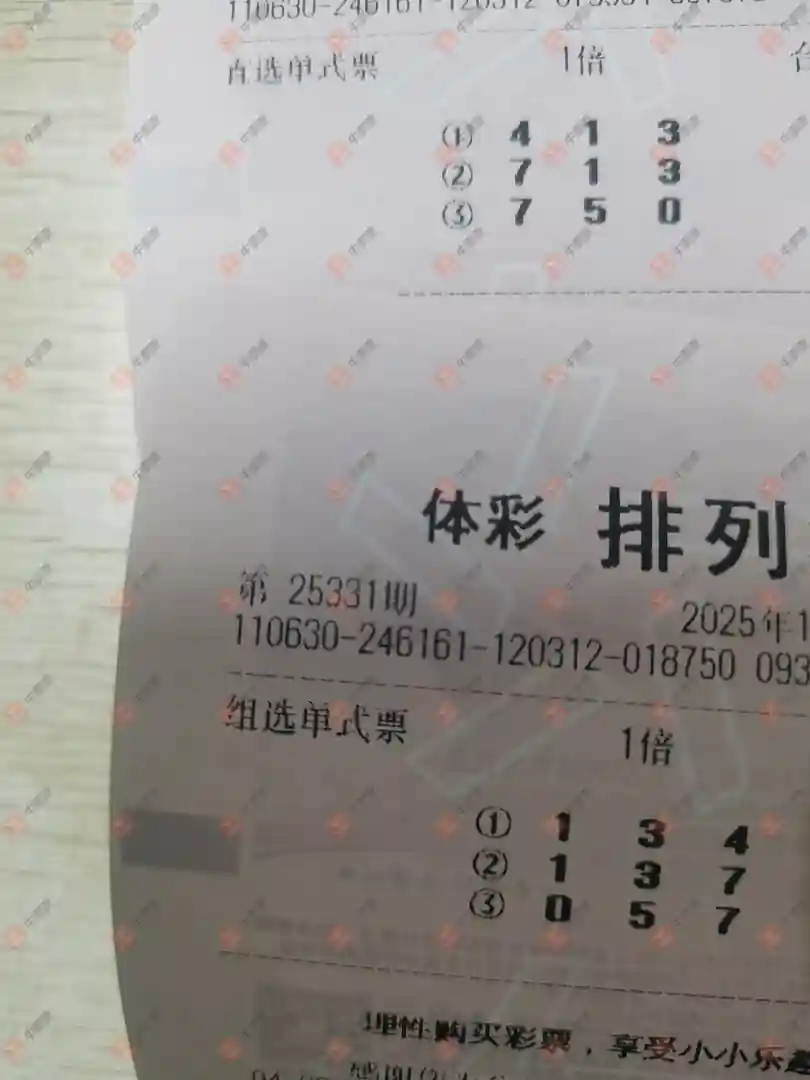 直选单式票 1倍
① 4 1 3
② 7 1 3
③ 7 5 0
体彩 排列
第 25331期 2025年1
110630-246161-120312-018750 093
组选单式票 1倍
① 1 3 4
② 1 3 7
③ 0 5 7
理性购买彩票，享受小小乐趣